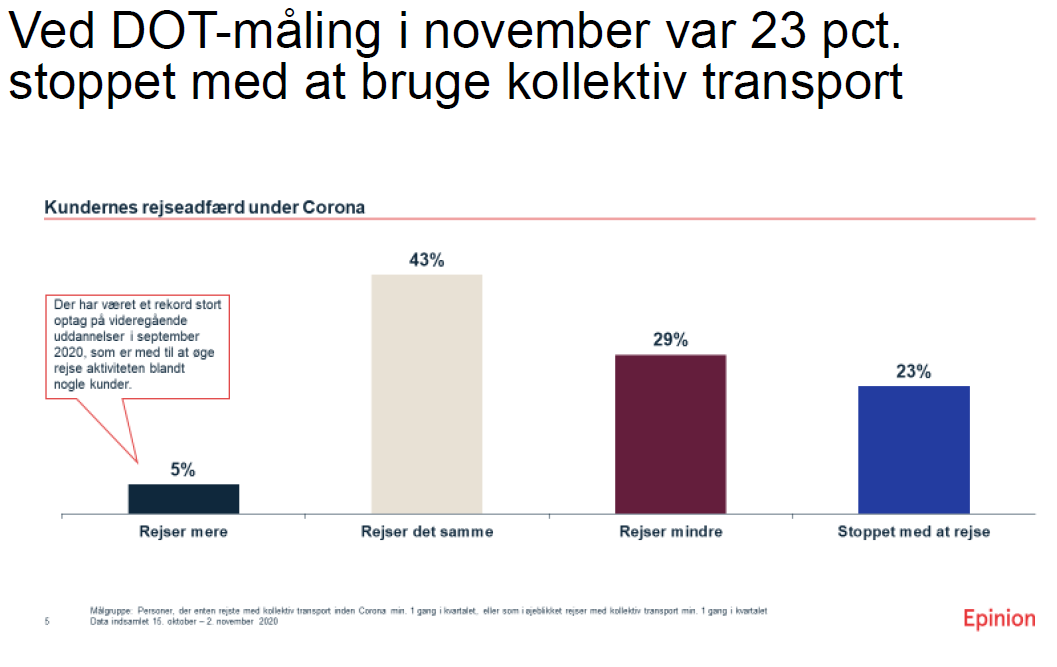 Ved DOT-måling i november var 23 pct.
stoppet med at bruge kollektiv transport
Kundernes rejseadfærd under Corona
43%
Der har været et rekord stort
optag på videregående
uddannelser i september
2020, som er med til at øge
rejse aktiviteten blandt
nogle kunder.
29%
23%
5%
Rejser mere
Rejser det samme
Rejser mindre
Stoppet med at rejse
Målgruppe: Personer, der enten rejste med kollektiv transport inden Corona min. 1 gang i kvartalet, eller som i øjeblikket rejser med kollektiv transport min. 1 gang i kvartalet
5
Data indsamlet 15. oktober – 2. november 2020
Epinion